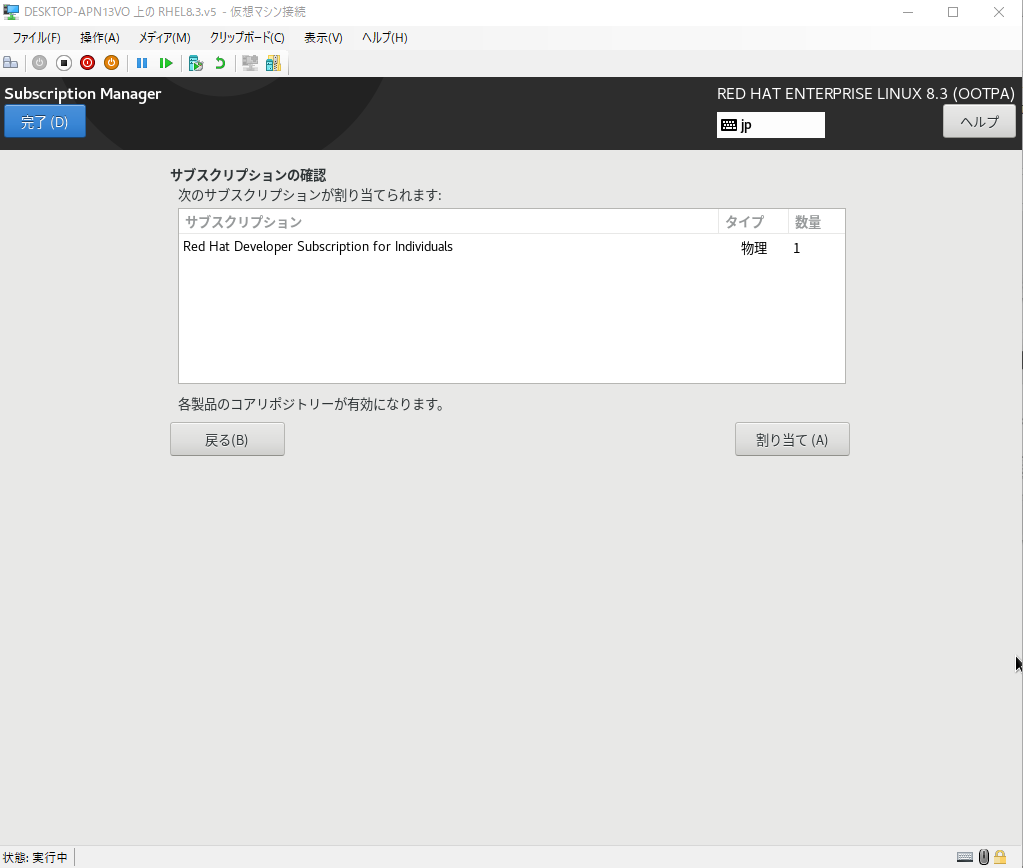 DESKTOP-APN13VO 上の RHEL8.3.v5 - 仮想マシン接続
ファイル(F) 操作(A) メディア(M) クリップボード(C) 表示(V) ヘルプ(H)
Subscription Manager
RED HAT ENTERPRISE LINUX 8.3 (OOTPA)
完了 (D)
jp
ヘルプ
サブスクリプションの確認
次のサブスクリプションが割り当てられます:
サブスクリプション タイプ 数量
Red Hat Developer Subscription for Individuals 物理 1
各製品のコアリポジトリーが有効になります。
戻る(B)
割り当て (A)
状態: 実行中